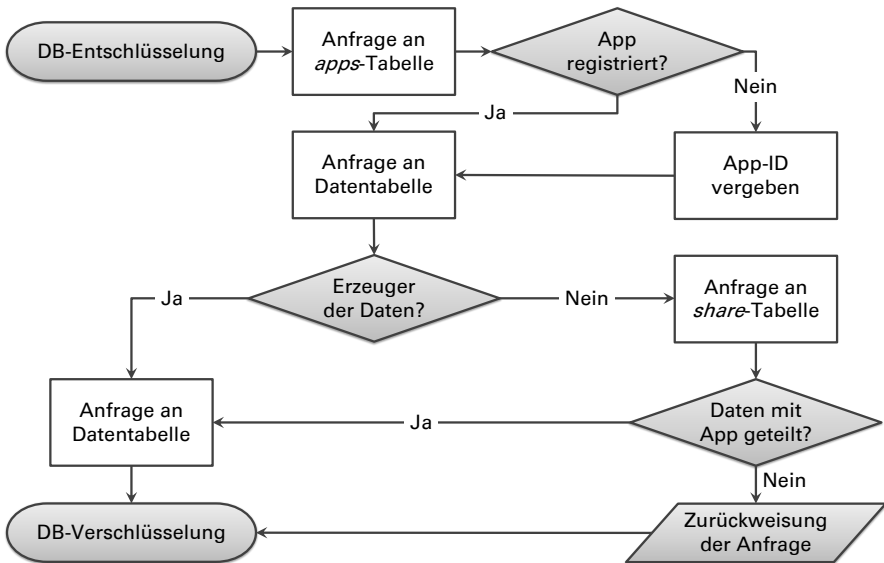 DB-Entschlüsselung
Anfrage an
apps-Tabelle
App
registriert?
Nein
Ja
Anfrage an
Datentabelle
App-ID
vergeben
Erzeuger
der Daten?
Ja
Nein
Anfrage an
share-Tabelle
Anfrage an
Datentabelle
Ja
Daten mit
App geteilt?
Nein
DB-Verschlüsselung
Zurückweisung
der Anfrage